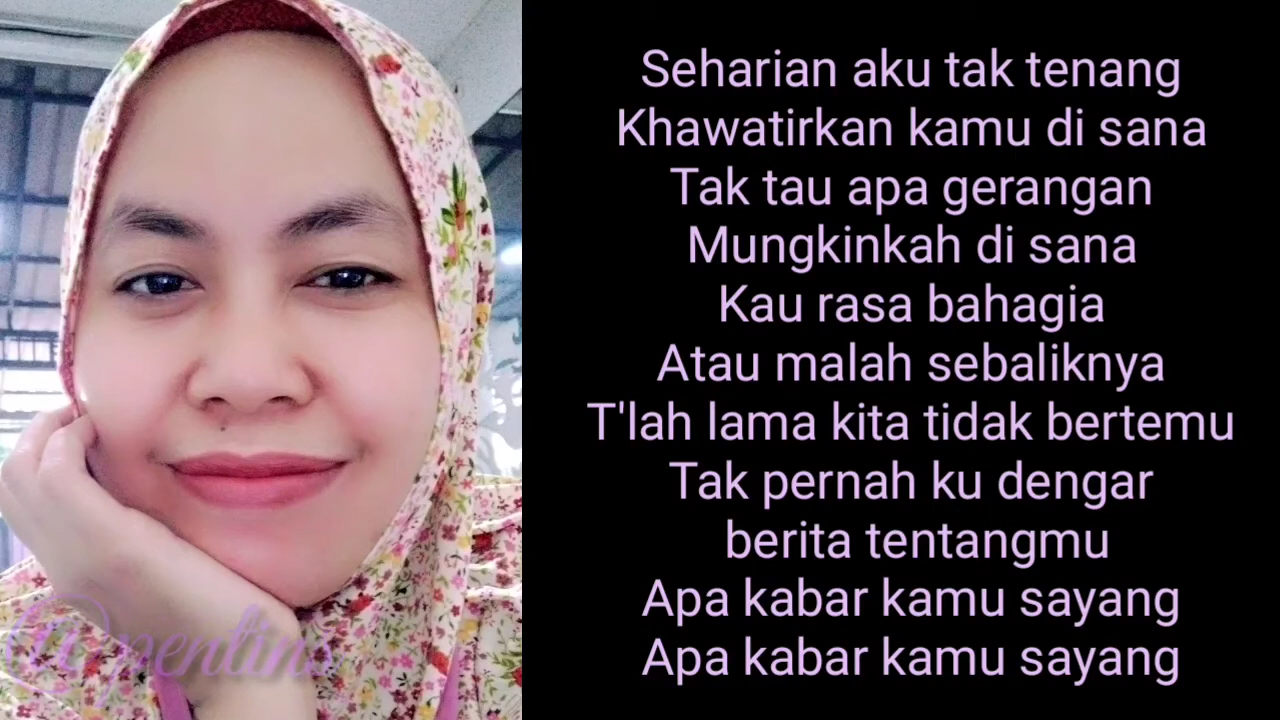 Seharian aku tak tenang
Khawatirkan kamu di sana
Tak tau apa gerangan
Mungkinkah di sana
Kau rasa bahagia
Atau malah sebaliknya
T'lah lama kita tidak bertemu
Tak pernah ku dengar
berita tentangmu
Apa kabar kamu sayang
Apa kabar kamu sayang